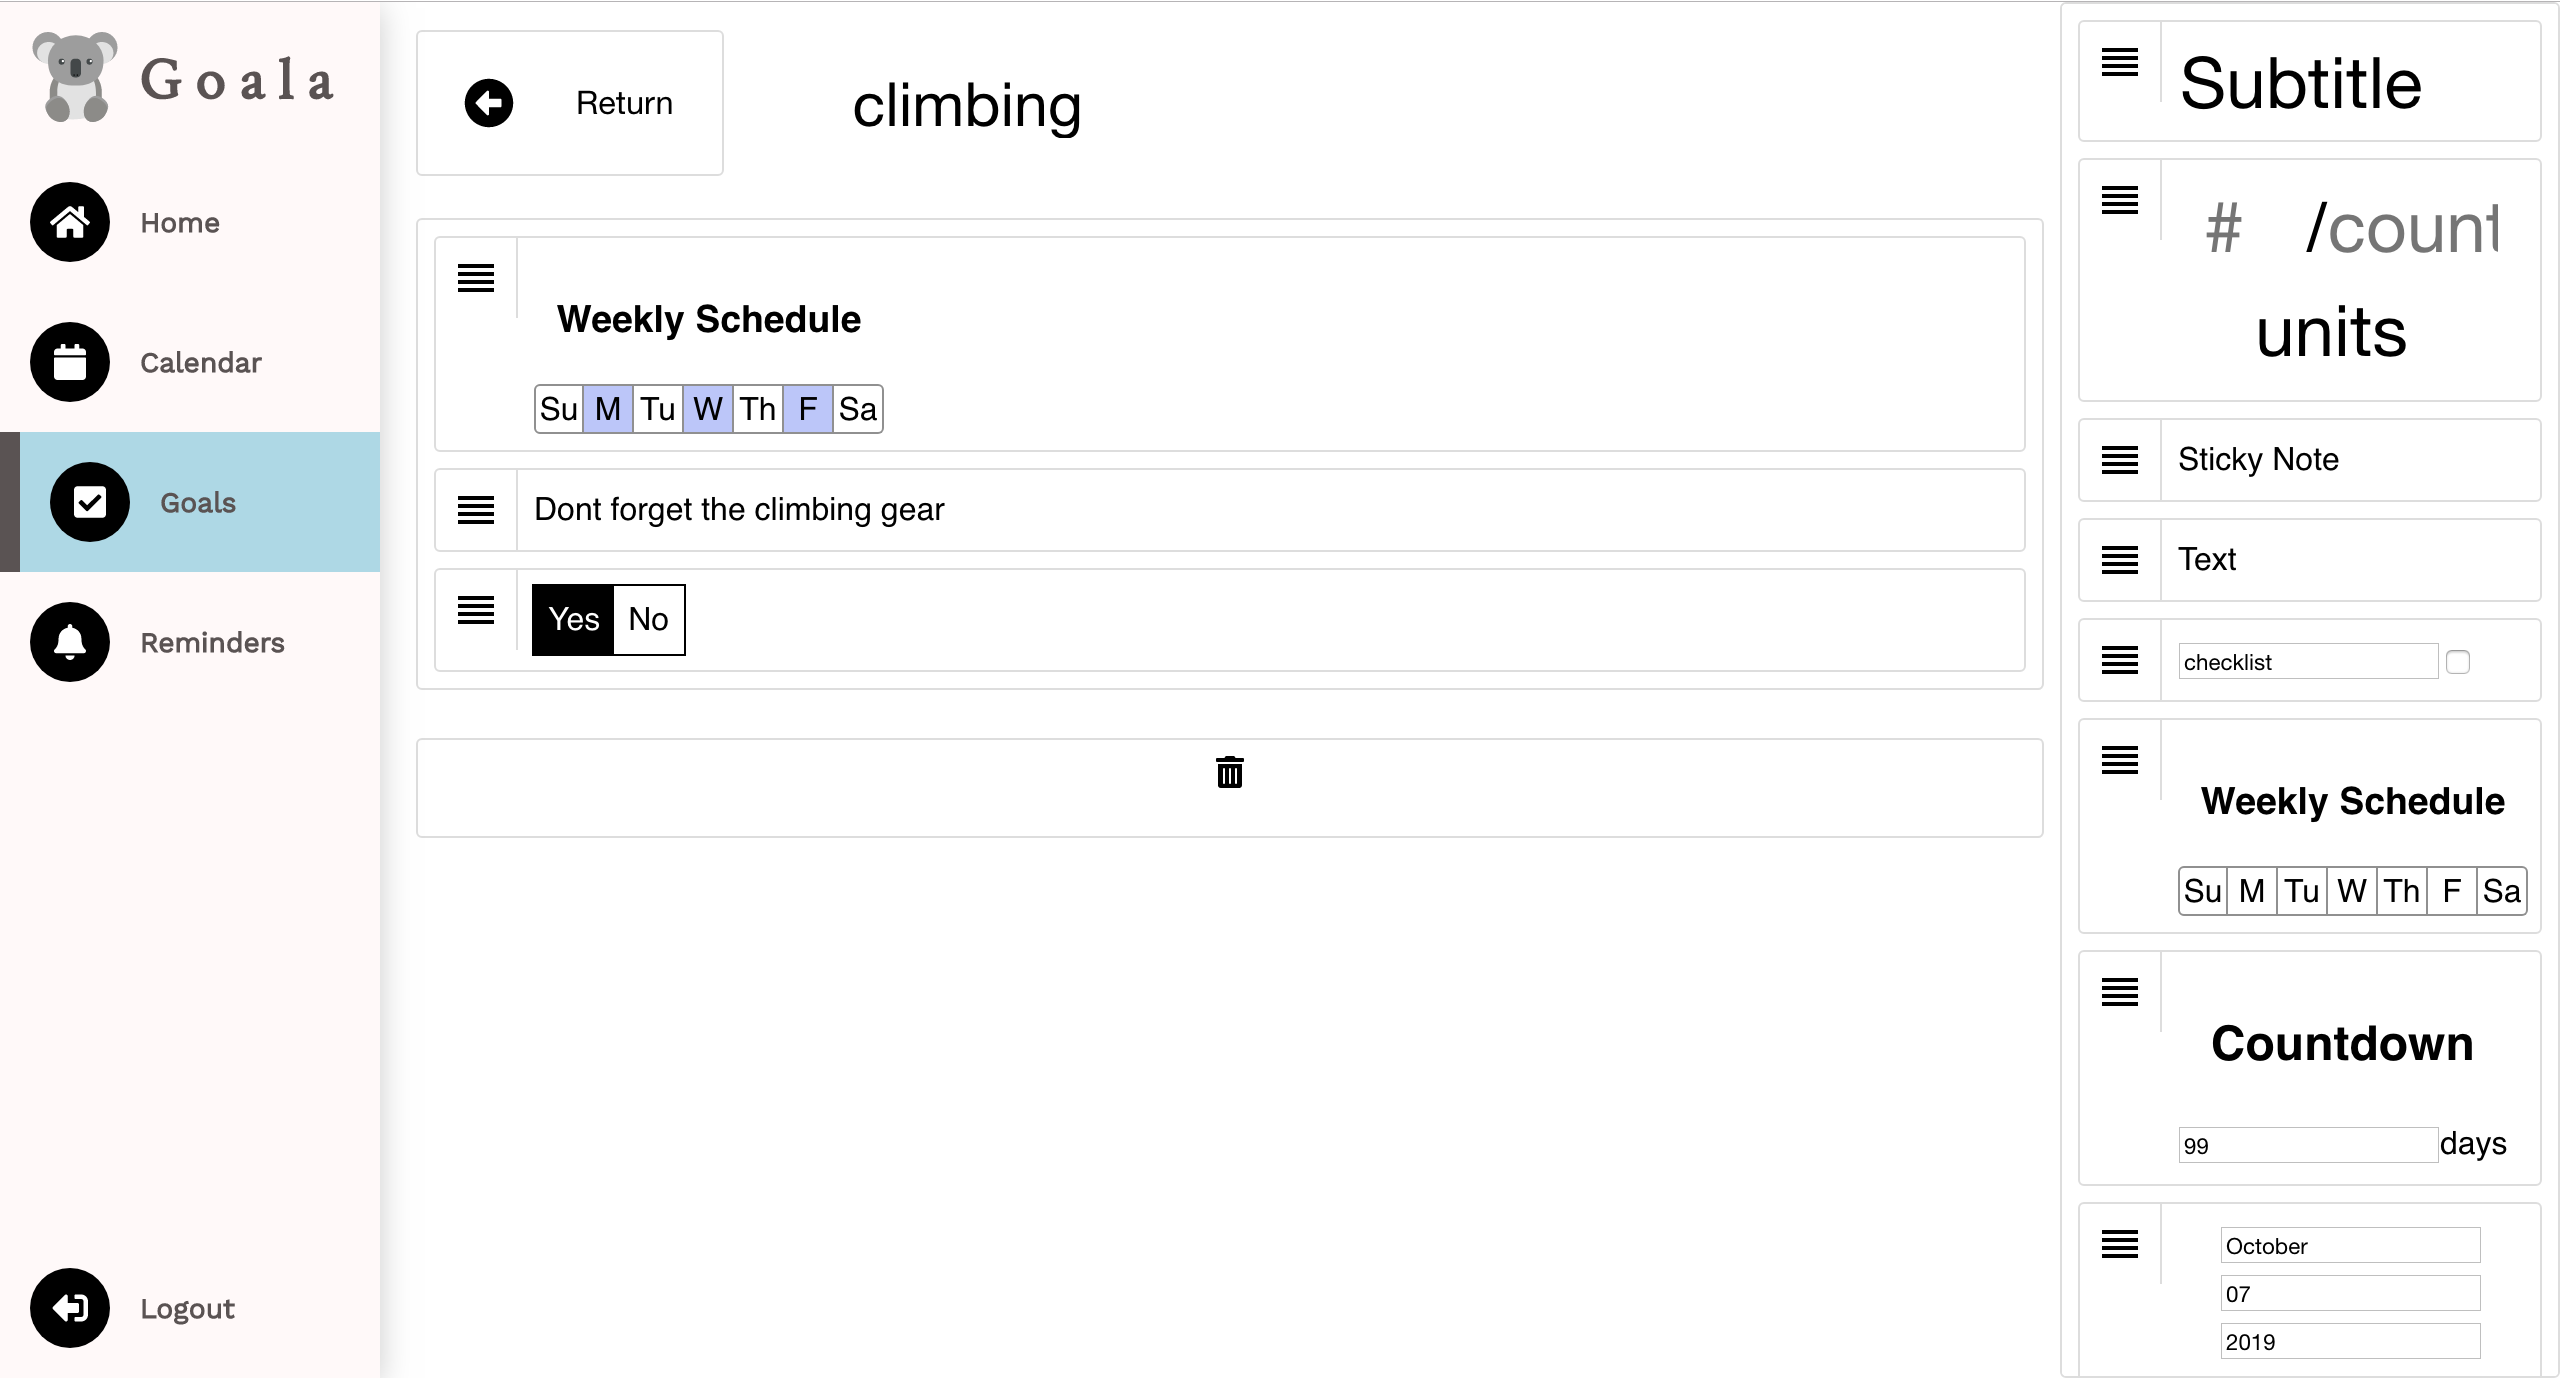 Goala
Home
Calendar
Goals
Reminders
Logout
Return
climbing
Weekly Schedule
Su M Tu W Th F Sa
Dont forget the climbing gear
Yes No
Subtitle
# /count
units
Sticky Note
Text
checklist
Weekly Schedule
Su M Tu W Th F Sa
Countdown
99 days
October
07
2019